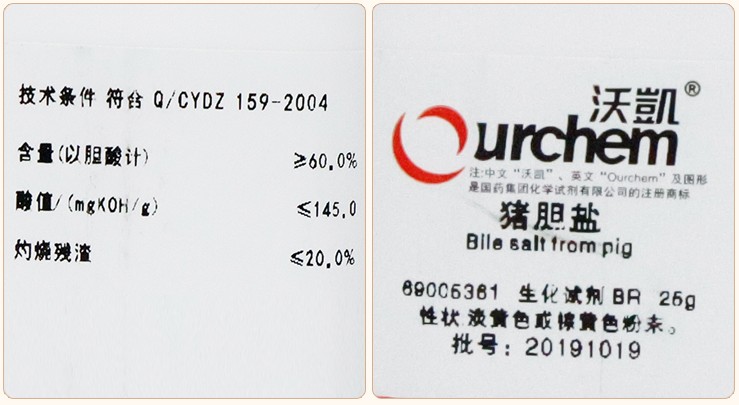 技术条件 符合 Q/CYDZ 159-2004
含量(以胆酸计) ≥60.0%
酸值/(mgKOH/g) ≤145.0
灼烧残渣 ≤20.0%
沃凯®
Ourchem
注:中文“沃凯”、英文“Ourchem”及图形
是国药集团化学试剂有限公司的注册商标
猪胆盐
Bile salt from pig
69005361 生化试剂 BR 25g
性状:淡黄色或棕黄色粉末。
批号: 20191019